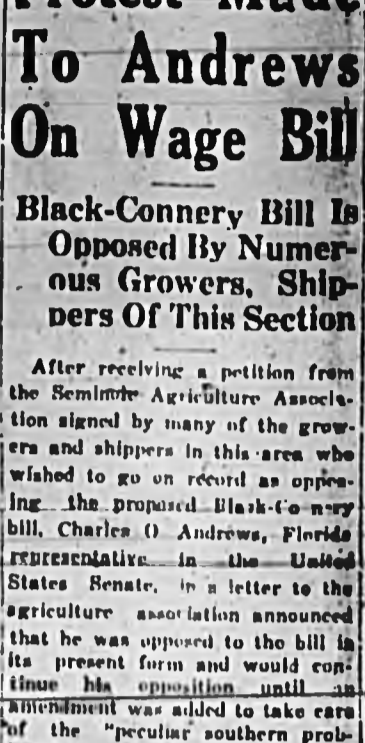 Protest Made
To Andrews
On Wage Bill
Black-Connery Bill Is
Opposed By Numer-
ous Growers, Ship-
pers Of This Section
After receiving a petition from
the Seminole Agriculture Associa-
tion signed by many of the grow-
ers and shippers in this area who
wished to go on record as oppos-
ing the proposed Black-Connery
bill, Charles O Andrews, Florida
representative in the United
States Senate, in a letter to the
agriculture association announced
that he was opposed to the bill in
its present form and would con-
tinue his opposition until an
amendment was added to take care
of the "peculiar southern prob-